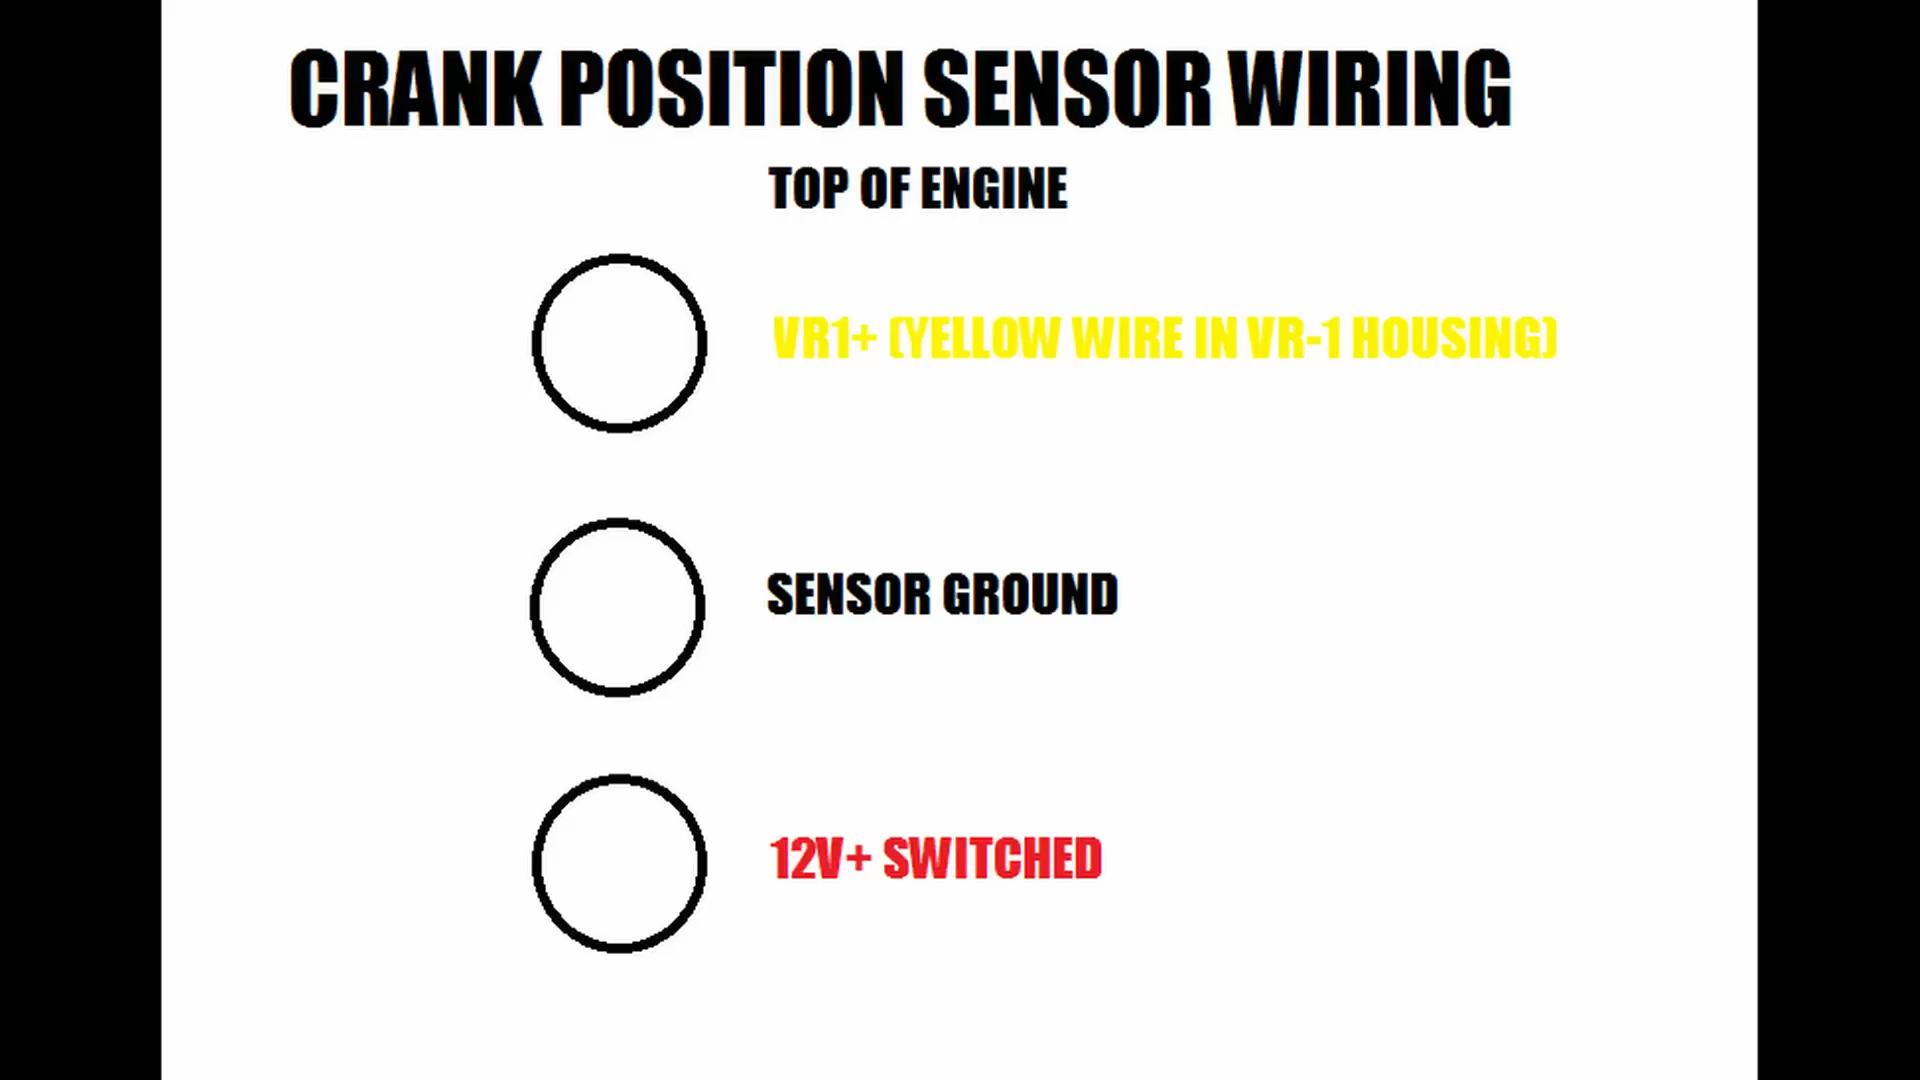 CRANK POSITION SENSOR WIRING
TOP OF ENGINE
VR1+ (YELLOW WIRE IN VR-1 HOUSING)
SENSOR GROUND
12V+ SWITCHED